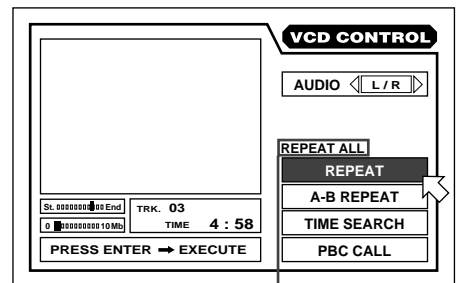 VCD CONTROL
AUDIO L / R
REPEAT ALL
REPEAT
A-B REPEAT
TIME SEARCH
PBC CALL
St. End
0 10Mb
TRK. 03
TIME 4 : 58
PRESS ENTER ➡ EXECUTE